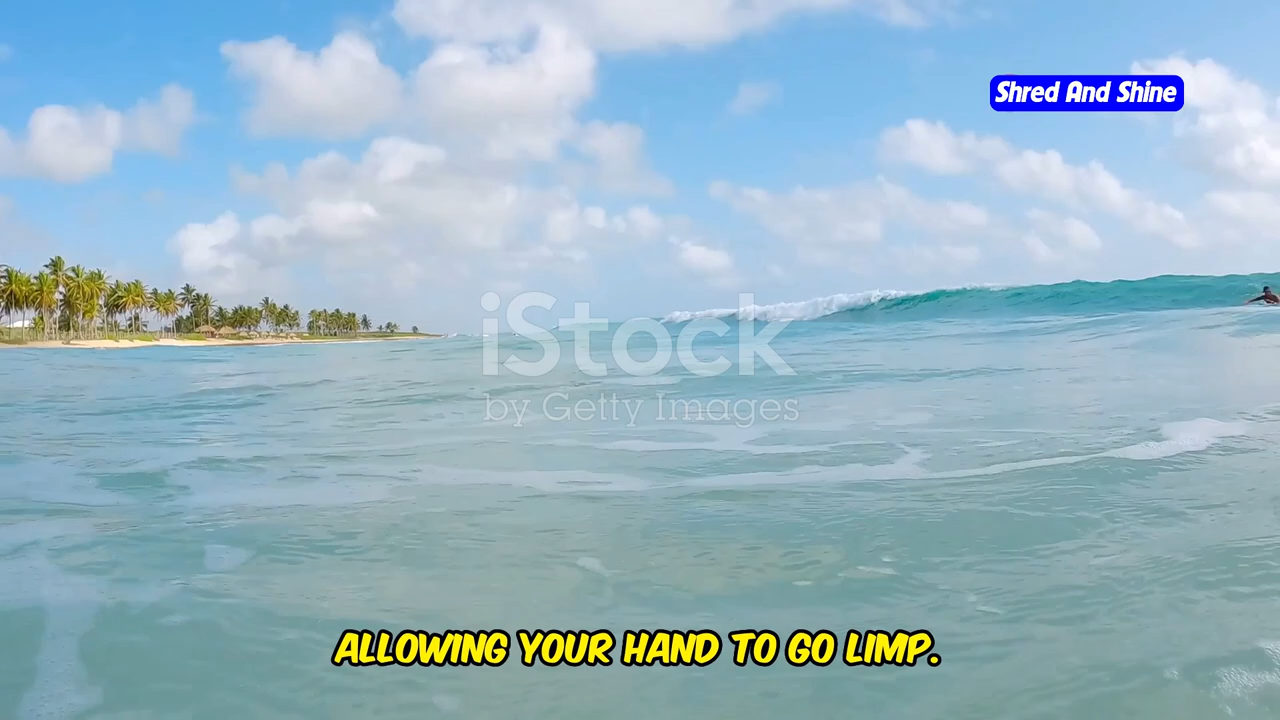 Shred And Shine
iStock
by Getty Images
ALLOWING YOUR HAND TO GO LIMP.